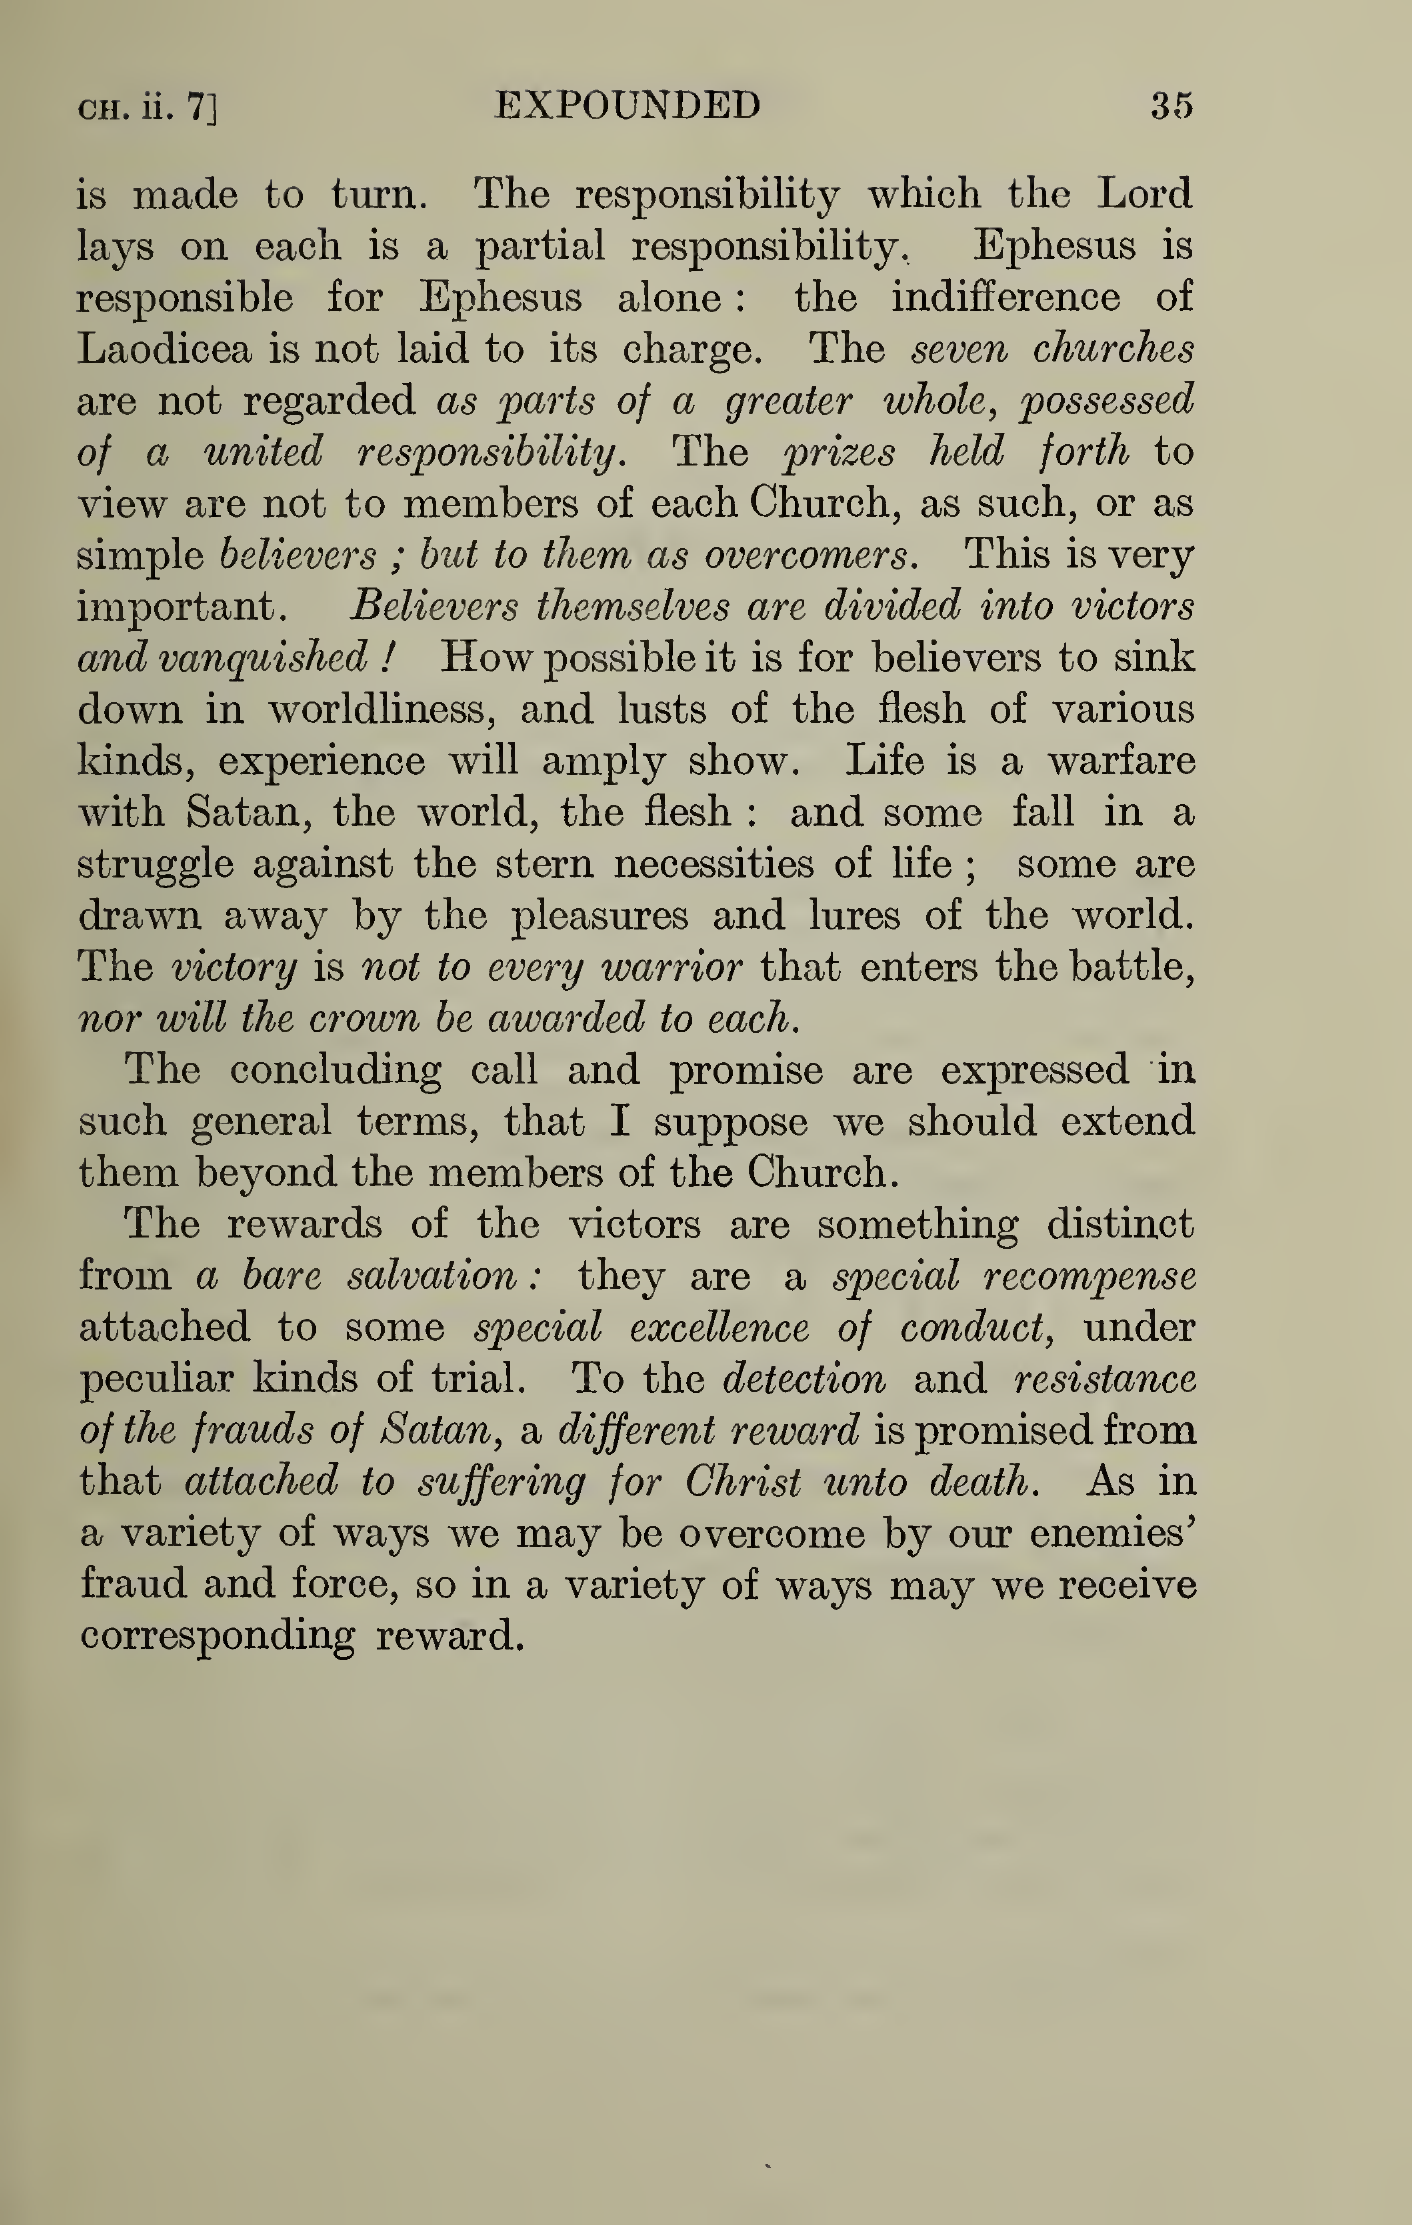 CH. ii. 7] EXPOUNDED 35
is made to turn. The responsibility which the Lord
lays on each is a partial responsibility. Ephesus is
responsible for Ephesus alone : the indifference of
Laodicea is not laid to its charge. The seven churches
are not regarded as parts of a greater whole, possessed
of a united responsibility. The prizes held forth to
view are not to members of each Church, as such, or as
simple believers ; but to them as overcomers. This is very
important. Believers themselves are divided into victors
and vanquished ! How possible it is for believers to sink
down in worldliness, and lusts of the flesh of various
kinds, experience will amply show. Life is a warfare
with Satan, the world, the flesh : and some fall in a
struggle against the stern necessities of life ; some are
drawn away by the pleasures and lures of the world.
The victory is not to every warrior that enters the battle,
nor will the crown be awarded to each.
The concluding call and promise are expressed in
such general terms, that I suppose we should extend
them beyond the members of the Church.
The rewards of the victors are something distinct
from a bare salvation : they are a special recompense
attached to some special excellence of conduct, under
peculiar kinds of trial. To the detection and resistance
of the frauds of Satan, a different reward is promised from
that attached to suffering for Christ unto death. As in
a variety of ways we may be overcome by our enemies’
fraud and force, so in a variety of ways may we receive
corresponding reward.